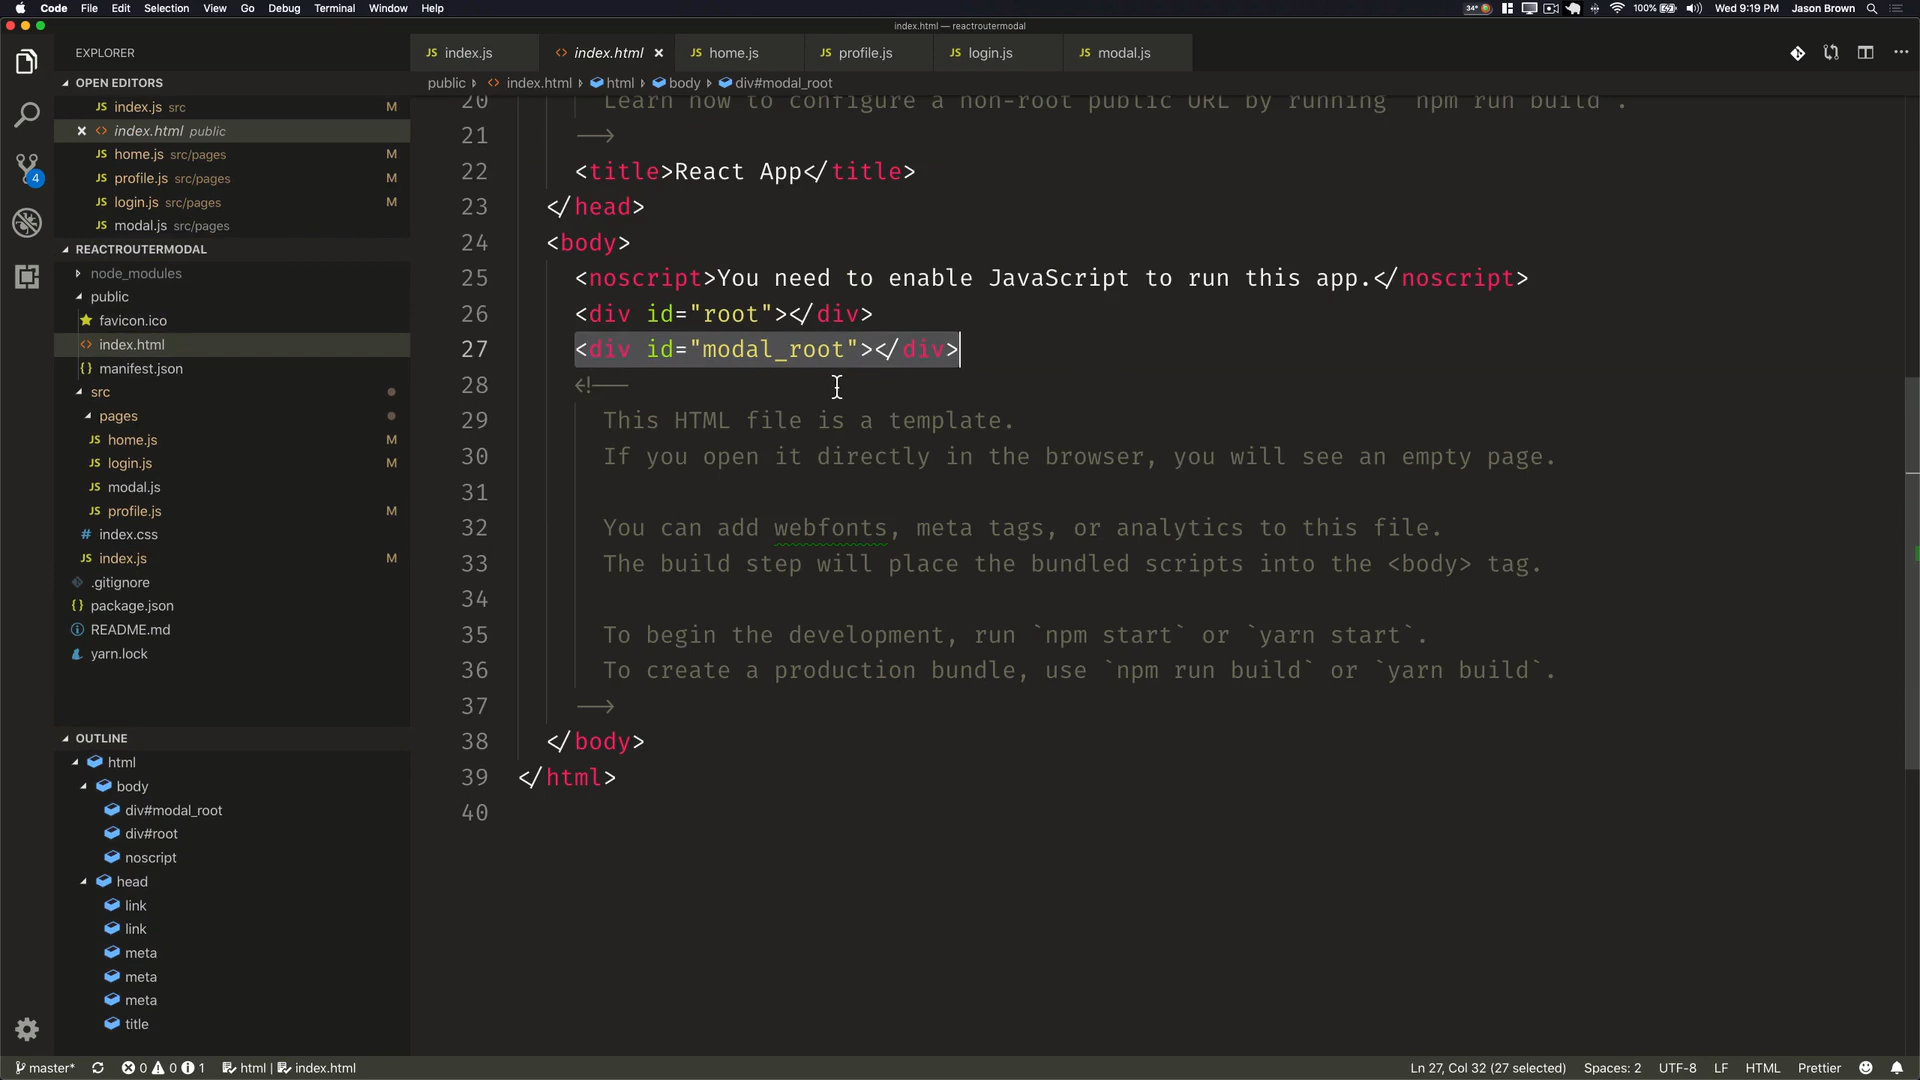 Code File Edit Selection View Go Debug Terminal Window Help 34° 100% Wed 9:19 PM Jason Brown
index.html — reactroutermodal
EXPLORER
OPEN EDITORS
index.js src M
index.html public
home.js src/pages M
profile.js src/pages M
login.js src/pages M
modal.js src/pages
4
REACTROUTERMODAL
node_modules
public
favicon.ico
index.html
manifest.json
src
pages
home.js M
login.js M
modal.js
profile.js M
index.css
index.js M
.gitignore
package.json
README.md
yarn.lock
OUTLINE
html
body
div#modal_root
div#root
noscript
head
link
link
meta
meta
meta
title
index.js index.html home.js profile.js login.js modal.js
public index.html html body div#modal_root
20 Learn how to configure a non-root public URL by running `npm run build`.
21 -->
22 <title>React App</title>
23 </head>
24 <body>
25 <noscript>You need to enable JavaScript to run this app.</noscript>
26 <div id="root"></div>
27 <div id="modal_root"></div>
28 <!--
29 This HTML file is a template.
30 If you open it directly in the browser, you will see an empty page.
31
32 You can add webfonts, meta tags, or analytics to this file.
33 The build step will place the bundled scripts into the <body> tag.
34
35 To begin the development, run `npm start` or `yarn start`.
36 To create a production bundle, use `npm run build` or `yarn build`.
37 -->
38 </body>
39 </html>
40
master* 0 0 1 html | index.html Ln 27, Col 32 (27 selected) Spaces: 2 UTF-8 LF HTML Prettier